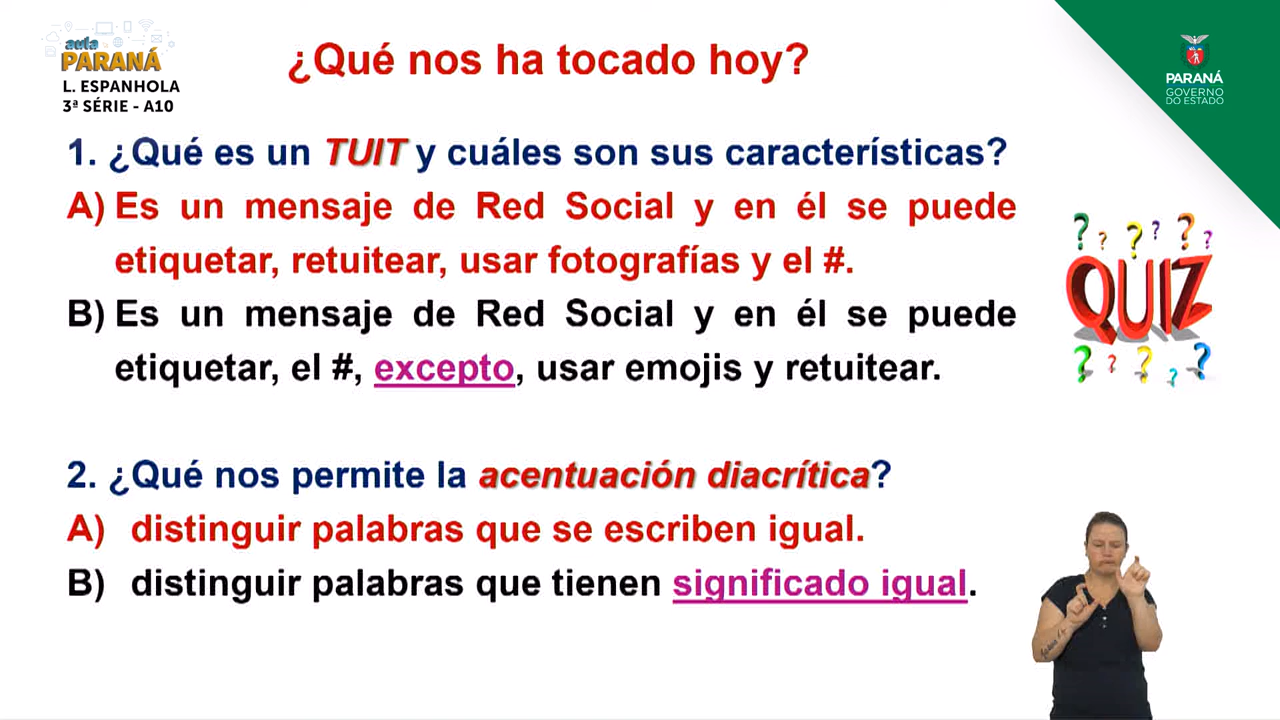 aula
PARANÁ
L. ESPANHOLA
3ª SÉRIE - A10
¿Qué nos ha tocado hoy?
PARANÁ
GOVERNO
DO ESTADO
1. ¿Qué es un TUIT y cuáles son sus características?
A) Es un mensaje de Red Social y en él se puede
etiquetar, retuitear, usar fotografías y el #.
B) Es un mensaje de Red Social y en él se puede
etiquetar, el #, excepto, usar emojis y retuitear.
? ? ? ? ? ?
QUIZ
? ? ? ? ?
2. ¿Qué nos permite la acentuación diacrítica?
A) distinguir palabras que se escriben igual.
B) distinguir palabras que tienen significado igual.